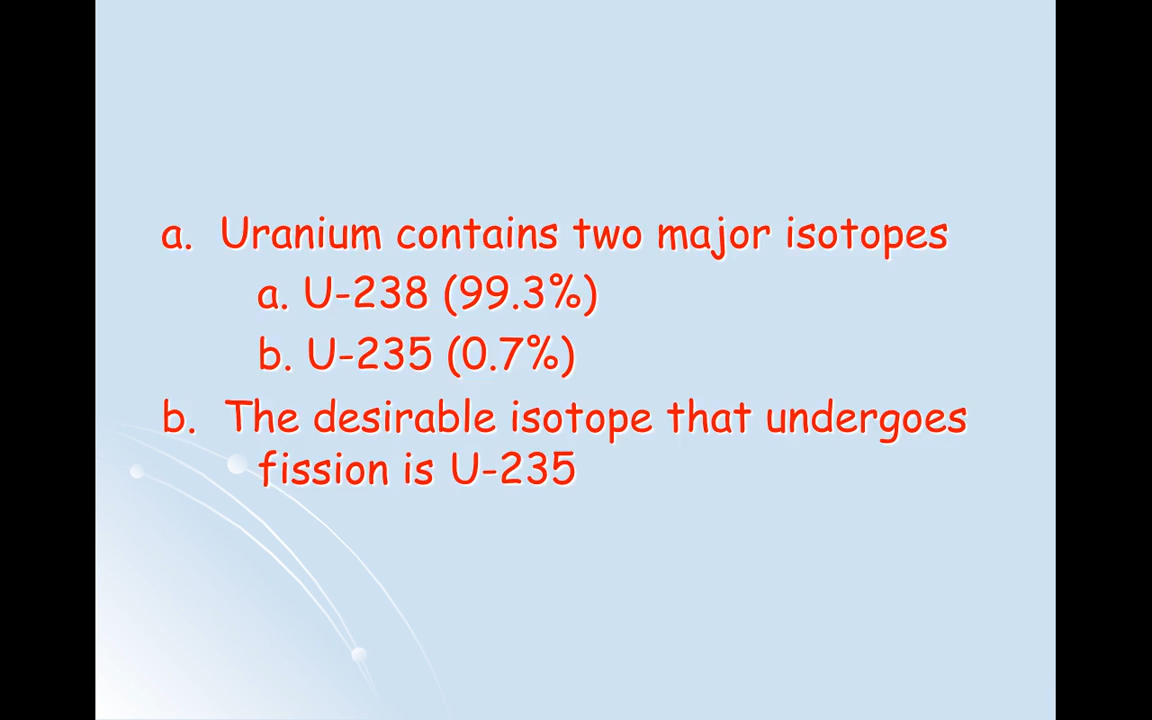 a. Uranium contains two major isotopes
a. U-238 (99.3%)
b. U-235 (0.7%)
b. The desirable isotope that undergoes
fission is U-235